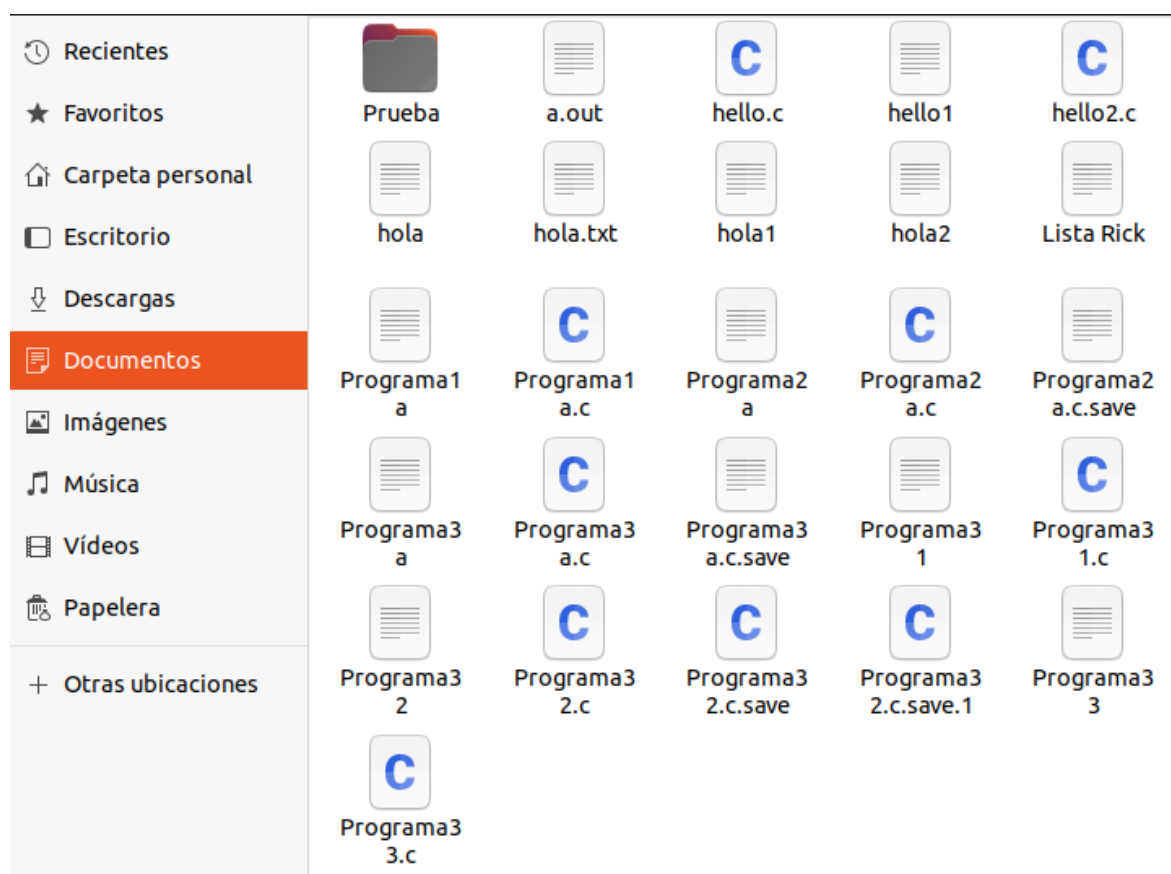 Recientes
Favoritos
Carpeta personal
Escritorio
Descargas
Documentos
Imágenes
Música
Vídeos
Papelera
Otras ubicaciones
Prueba
a.out
C
hello.c
hello1
C
hello2.c
hola
hola.txt
hola1
hola2
Lista Rick
Programa1
a
C
Programa1
a.c
Programa2
a
C
Programa2
a.c
Programa2
a.c.save
Programa3
a
C
Programa3
a.c
Programa3
a.c.save
Programa3
1
C
Programa3
1.c
Programa3
2
C
Programa3
2.c
C
Programa3
2.c.save
C
Programa3
2.c.save.1
Programa3
3
C
Programa3
3.c